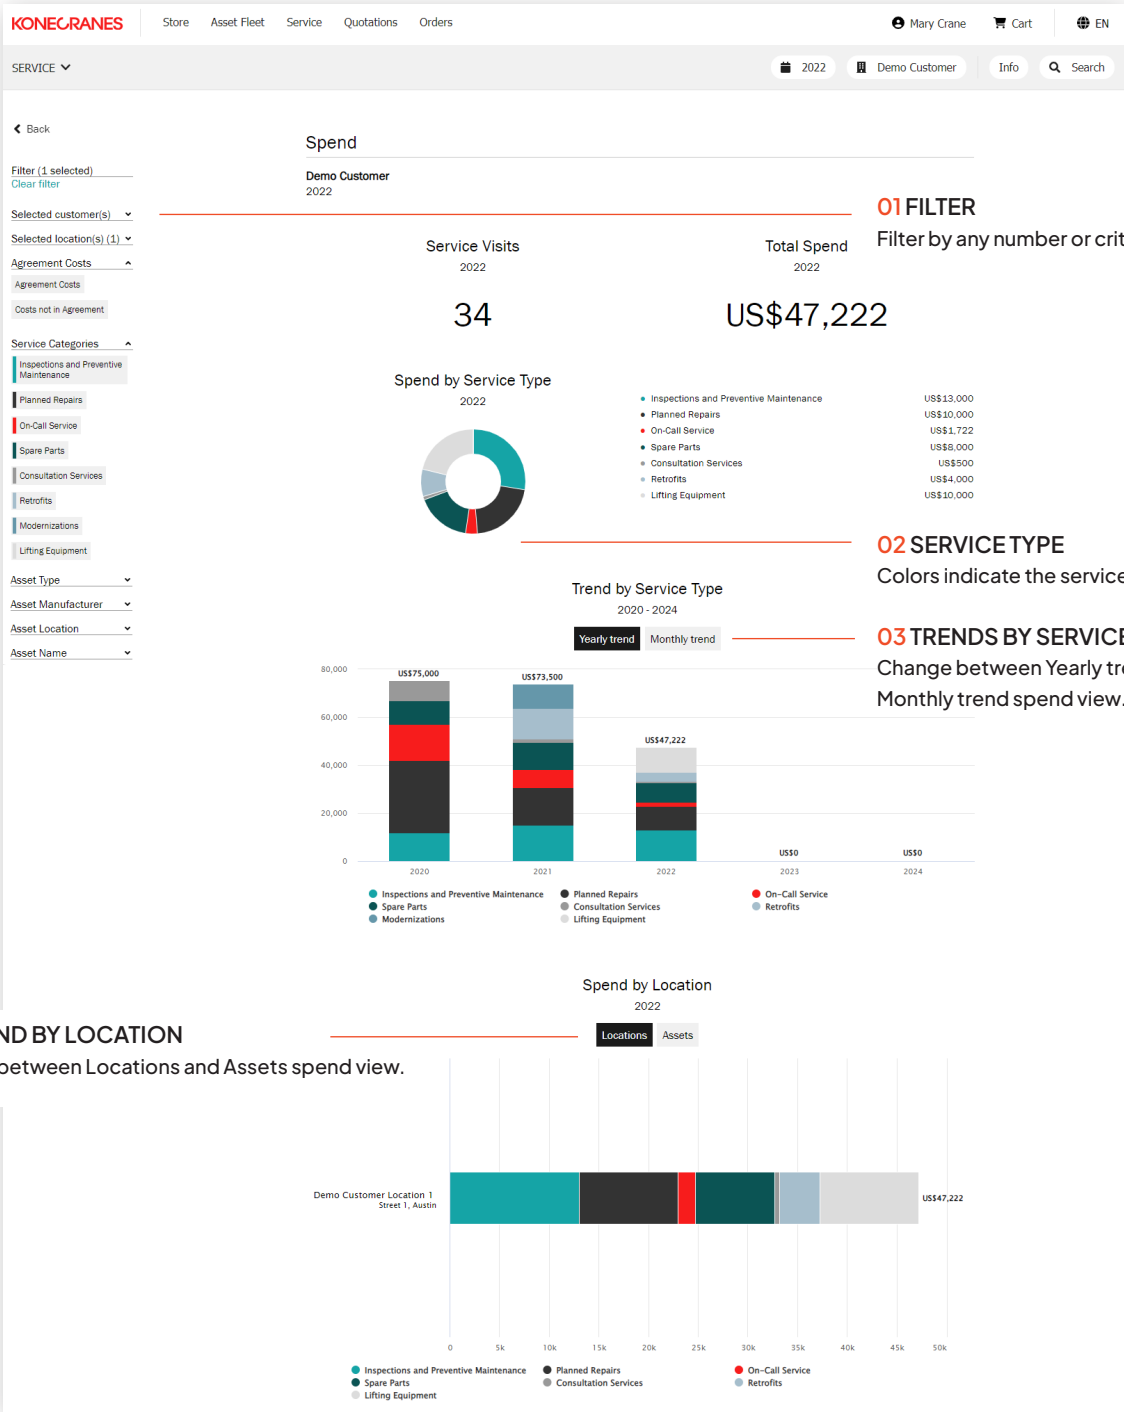 KONECRANES
Store Asset Fleet Service Quotations Orders
Mary Crane Cart EN
SERVICE
2022 Demo Customer Info Search
Back
Filter (1 selected)
Clear filter
Selected customer(s)
Selected location(s) (1)
Agreement Costs
Agreement Costs
Costs not in Agreement
Service Categories
Inspections and Preventive
Maintenance
Planned Repairs
On-Call Service
Spare Parts
Consultation Services
Retrofits
Modernizations
Lifting Equipment
Asset Type
Asset Manufacturer
Asset Location
Asset Name
Spend
Demo Customer
2022
01 FILTER
Filter by any number or crit
Service Visits
2022
34
Total Spend
2022
US$47,222
Spend by Service Type
2022
Inspections and Preventive Maintenance US$13,000
Planned Repairs US$10,000
On-Call Service US$1,722
Spare Parts US$8,000
Consultation Services US$500
Retrofits US$4,000
Lifting Equipment US$10,000
02 SERVICE TYPE
Colors indicate the service
Trend by Service Type
2020 - 2024
Yearly trend Monthly trend
03 TRENDS BY SERVICE
Change between Yearly tre
Monthly trend spend view.
80,000
60,000
40,000
20,000
0
US$75,000
US$73,500
US$47,222
US$0
US$0
2020 2021 2022 2023 2024
Inspections and Preventive Maintenance Planned Repairs On-Call Service
Spare Parts Consultation Services Retrofits
Modernizations Lifting Equipment
Spend by Location
2022
Locations Assets
ND BY LOCATION
between Locations and Assets spend view.
Demo Customer Location 1
Street 1, Austin
US$47,222
0 5k 10k 15k 20k 25k 30k 35k 40k 45k 50k
Inspections and Preventive Maintenance Planned Repairs On-Call Service
Spare Parts Consultation Services Retrofits
Lifting Equipment